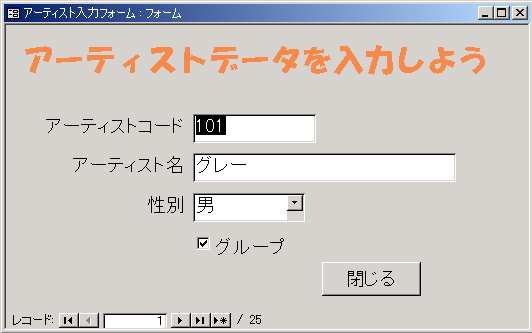 アーティスト入力フォーム : フォーム
アーティストデータを入力しよう
アーティストコード 101
アーティスト名 グレー
性別 男
グループ
閉じる
レコード: 1 / 25